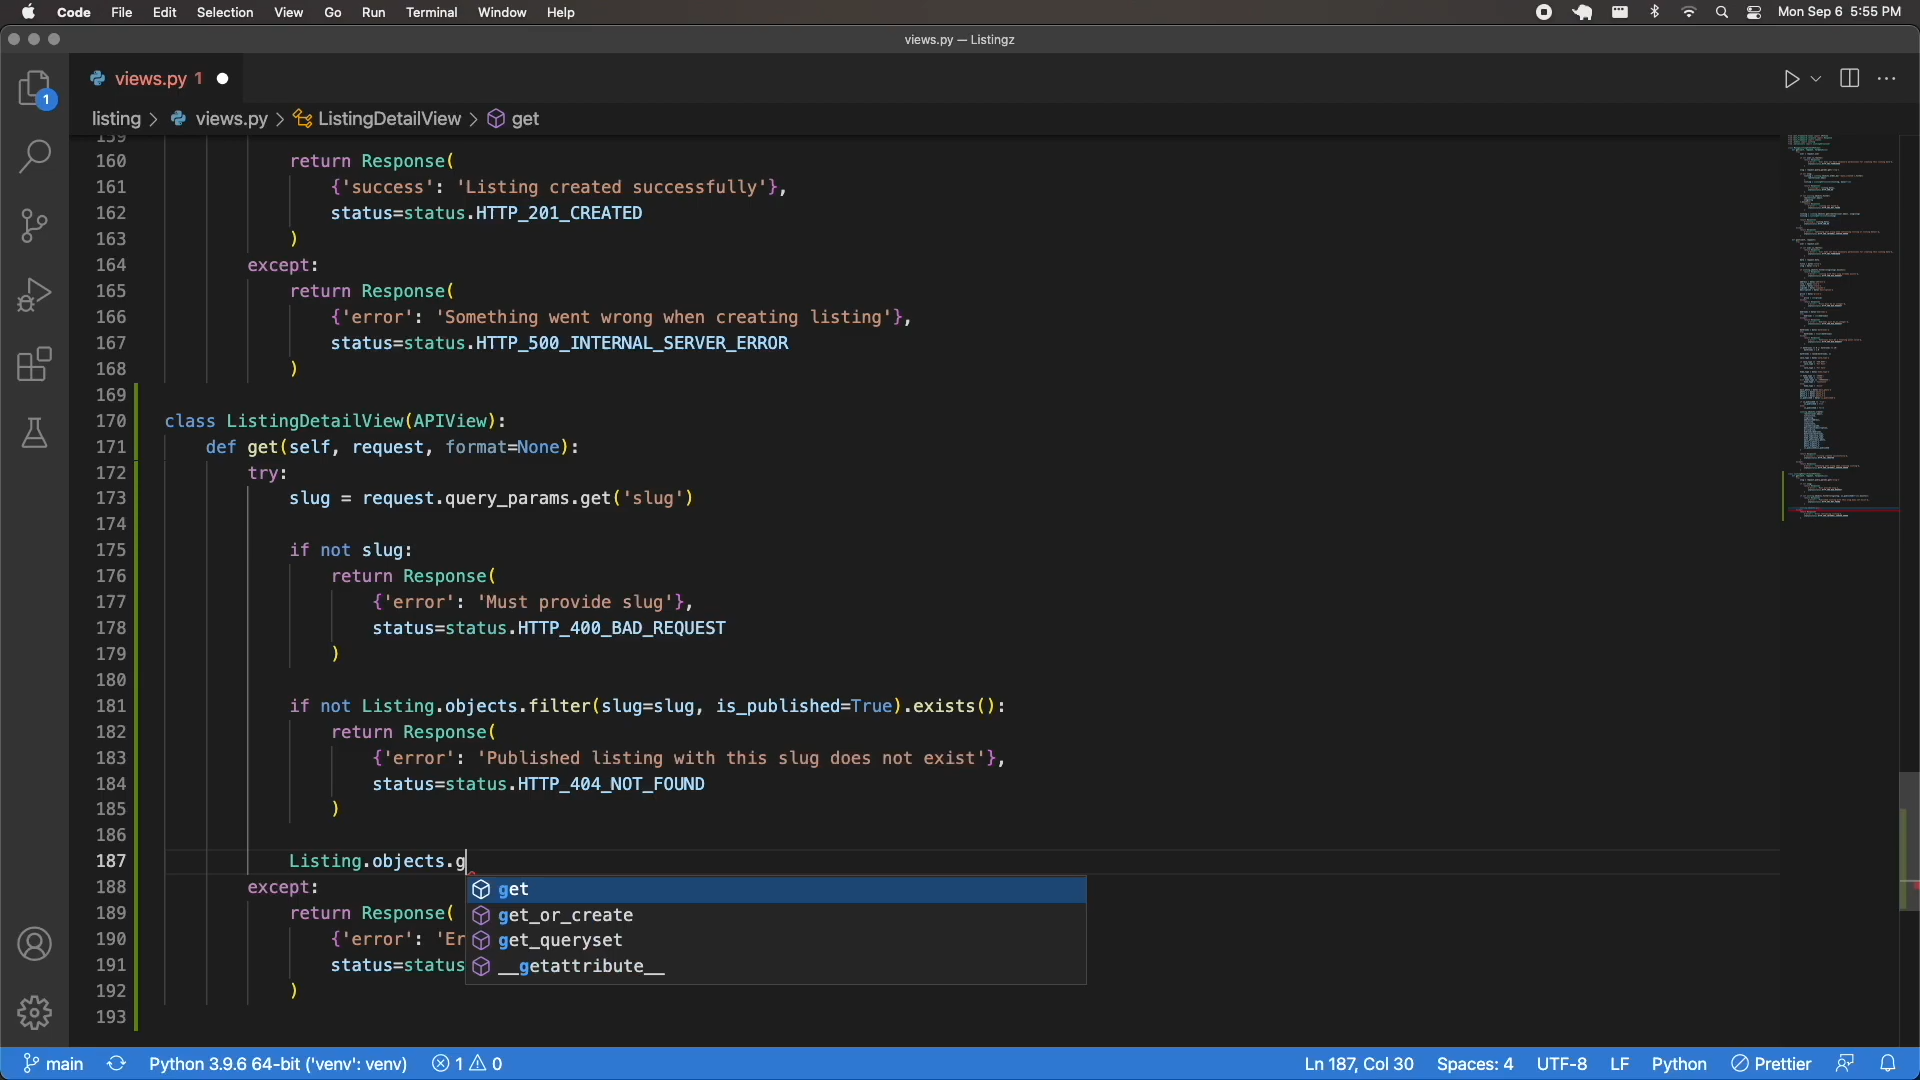 Code File Edit Selection View Go Run Terminal Window Help Mon Sep 6 5:55 PM
views.py — Listingz
views.py 1
1
listing > views.py > ListingDetailView > get
159
160 return Response(
161 {'success': 'Listing created successfully'},
162 status=status.HTTP_201_CREATED
163 )
164 except:
165 return Response(
166 {'error': 'Something went wrong when creating listing'},
167 status=status.HTTP_500_INTERNAL_SERVER_ERROR
168 )
169
170 class ListingDetailView(APIView):
171 def get(self, request, format=None):
172 try:
173 slug = request.query_params.get('slug')
174
175 if not slug:
176 return Response(
177 {'error': 'Must provide slug'},
178 status=status.HTTP_400_BAD_REQUEST
179 )
180
181 if not Listing.objects.filter(slug=slug, is_published=True).exists():
182 return Response(
183 {'error': 'Published listing with this slug does not exist'},
184 status=status.HTTP_404_NOT_FOUND
185 )
186
187 Listing.objects.g
188 except: get
189 return Response( get_or_create
190 {'error': 'Er get_queryset
191 status=status __getattribute__
192 )
193
main Python 3.9.6 64-bit ('venv': venv) 1 0 Ln 187, Col 30 Spaces: 4 UTF-8 LF Python Prettier